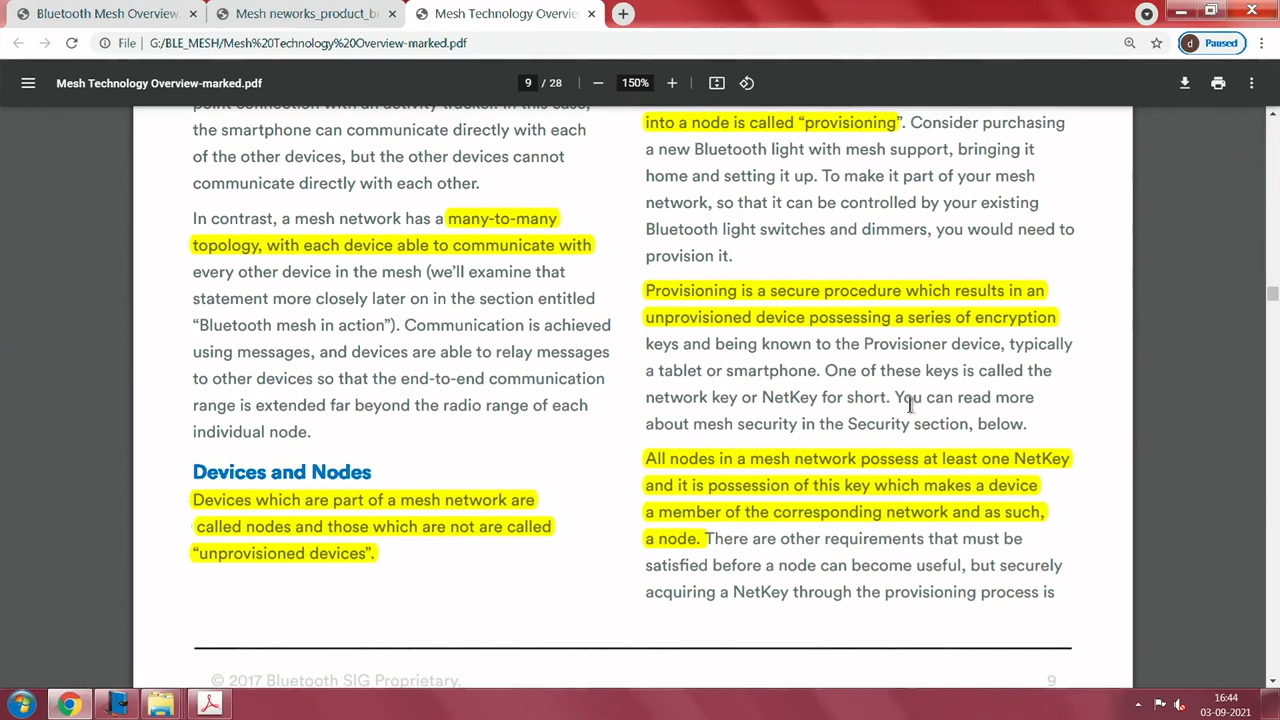 Bluetooth Mesh Overview
Mesh neworks_product_b
Mesh Technology Overvie
File
G:/BLE_MESH/Mesh%20Technology%20Overview-marked.pdf
d
Paused
Mesh Technology Overview-marked.pdf
9 / 28
150%
point connection with an activity tracker. In this case,
the smartphone can communicate directly with each
of the other devices, but the other devices cannot
communicate directly with each other.
In contrast, a mesh network has a many-to-many
topology, with each device able to communicate with
every other device in the mesh (we’ll examine that
statement more closely later on in the section entitled
“Bluetooth mesh in action”). Communication is achieved
using messages, and devices are able to relay messages
to other devices so that the end-to-end communication
range is extended far beyond the radio range of each
individual node.
Devices and Nodes
Devices which are part of a mesh network are
called nodes and those which are not are called
“unprovisioned devices”.
into a node is called “provisioning”. Consider purchasing
a new Bluetooth light with mesh support, bringing it
home and setting it up. To make it part of your mesh
network, so that it can be controlled by your existing
Bluetooth light switches and dimmers, you would need to
provision it.
Provisioning is a secure procedure which results in an
unprovisioned device possessing a series of encryption
keys and being known to the Provisioner device, typically
a tablet or smartphone. One of these keys is called the
network key or NetKey for short. You can read more
about mesh security in the Security section, below.
All nodes in a mesh network possess at least one NetKey
and it is possession of this key which makes a device
a member of the corresponding network and as such,
a node. There are other requirements that must be
satisfied before a node can become useful, but securely
acquiring a NetKey through the provisioning process is
© 2017 Bluetooth SIG Proprietary.
9
16:44
03-09-2021